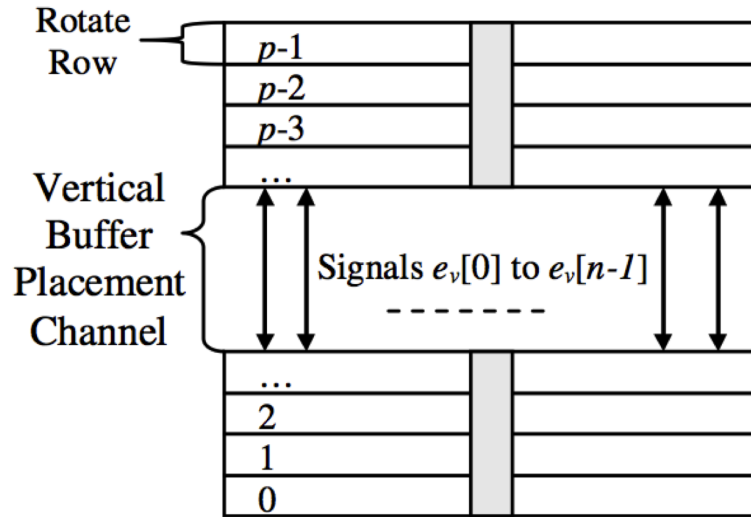 Rotate
Row
p-1
p-2
p-3
...
Vertical
Buffer
Placement
Channel
Signals e_v[0] to e_v[n-1]
...
2
1
0